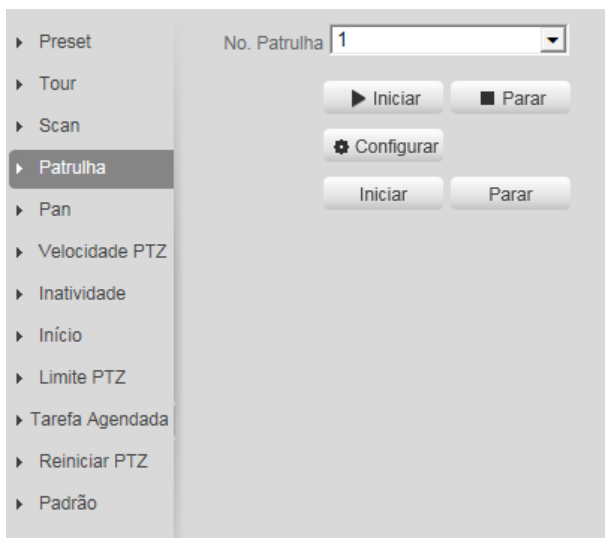 Preset
Tour
Scan
Patrulha
Pan
Velocidade PTZ
Inatividade
Início
Limite PTZ
Tarefa Agendada
Reiniciar PTZ
Padrão
No. Patrulha 1
Iniciar Parar
Configurar
Iniciar Parar